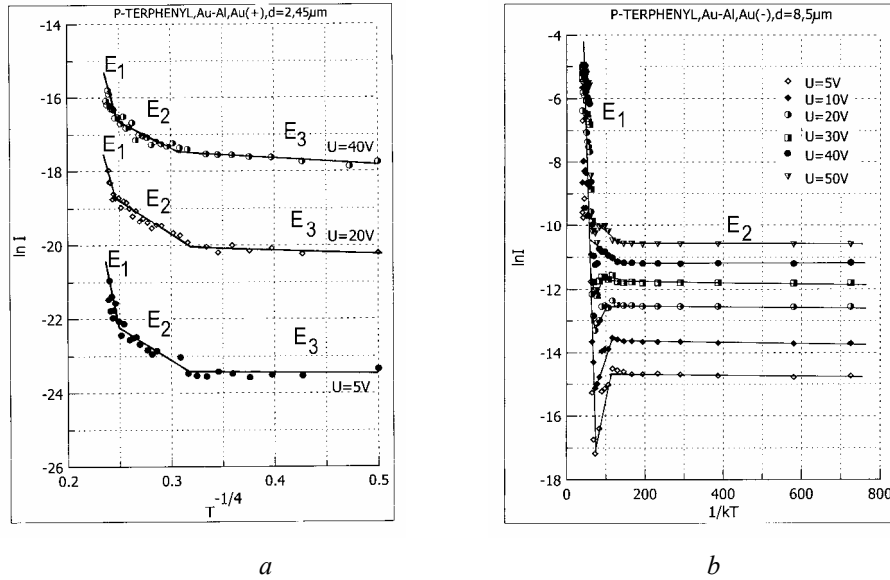 P-TERPHENYL,Au-Al,Au(+),d=2,45µm
-14
-16
-18
-20
-22
-24
-26
ln I
E1
E2
E3
U=40V
E1
E2
E3
U=20V
E1
E2
E3
U=5V
0.2
0.3
0.4
0.5
T-1/4
a
P-TERPHENYL,Au-Al,Au(-),d=8,5µm
-4
-6
-8
-10
-12
-14
-16
-18
lnI
E1
E2
U=5V
U=10V
U=20V
U=30V
U=40V
U=50V
0
200
400
600
800
1/kT
b